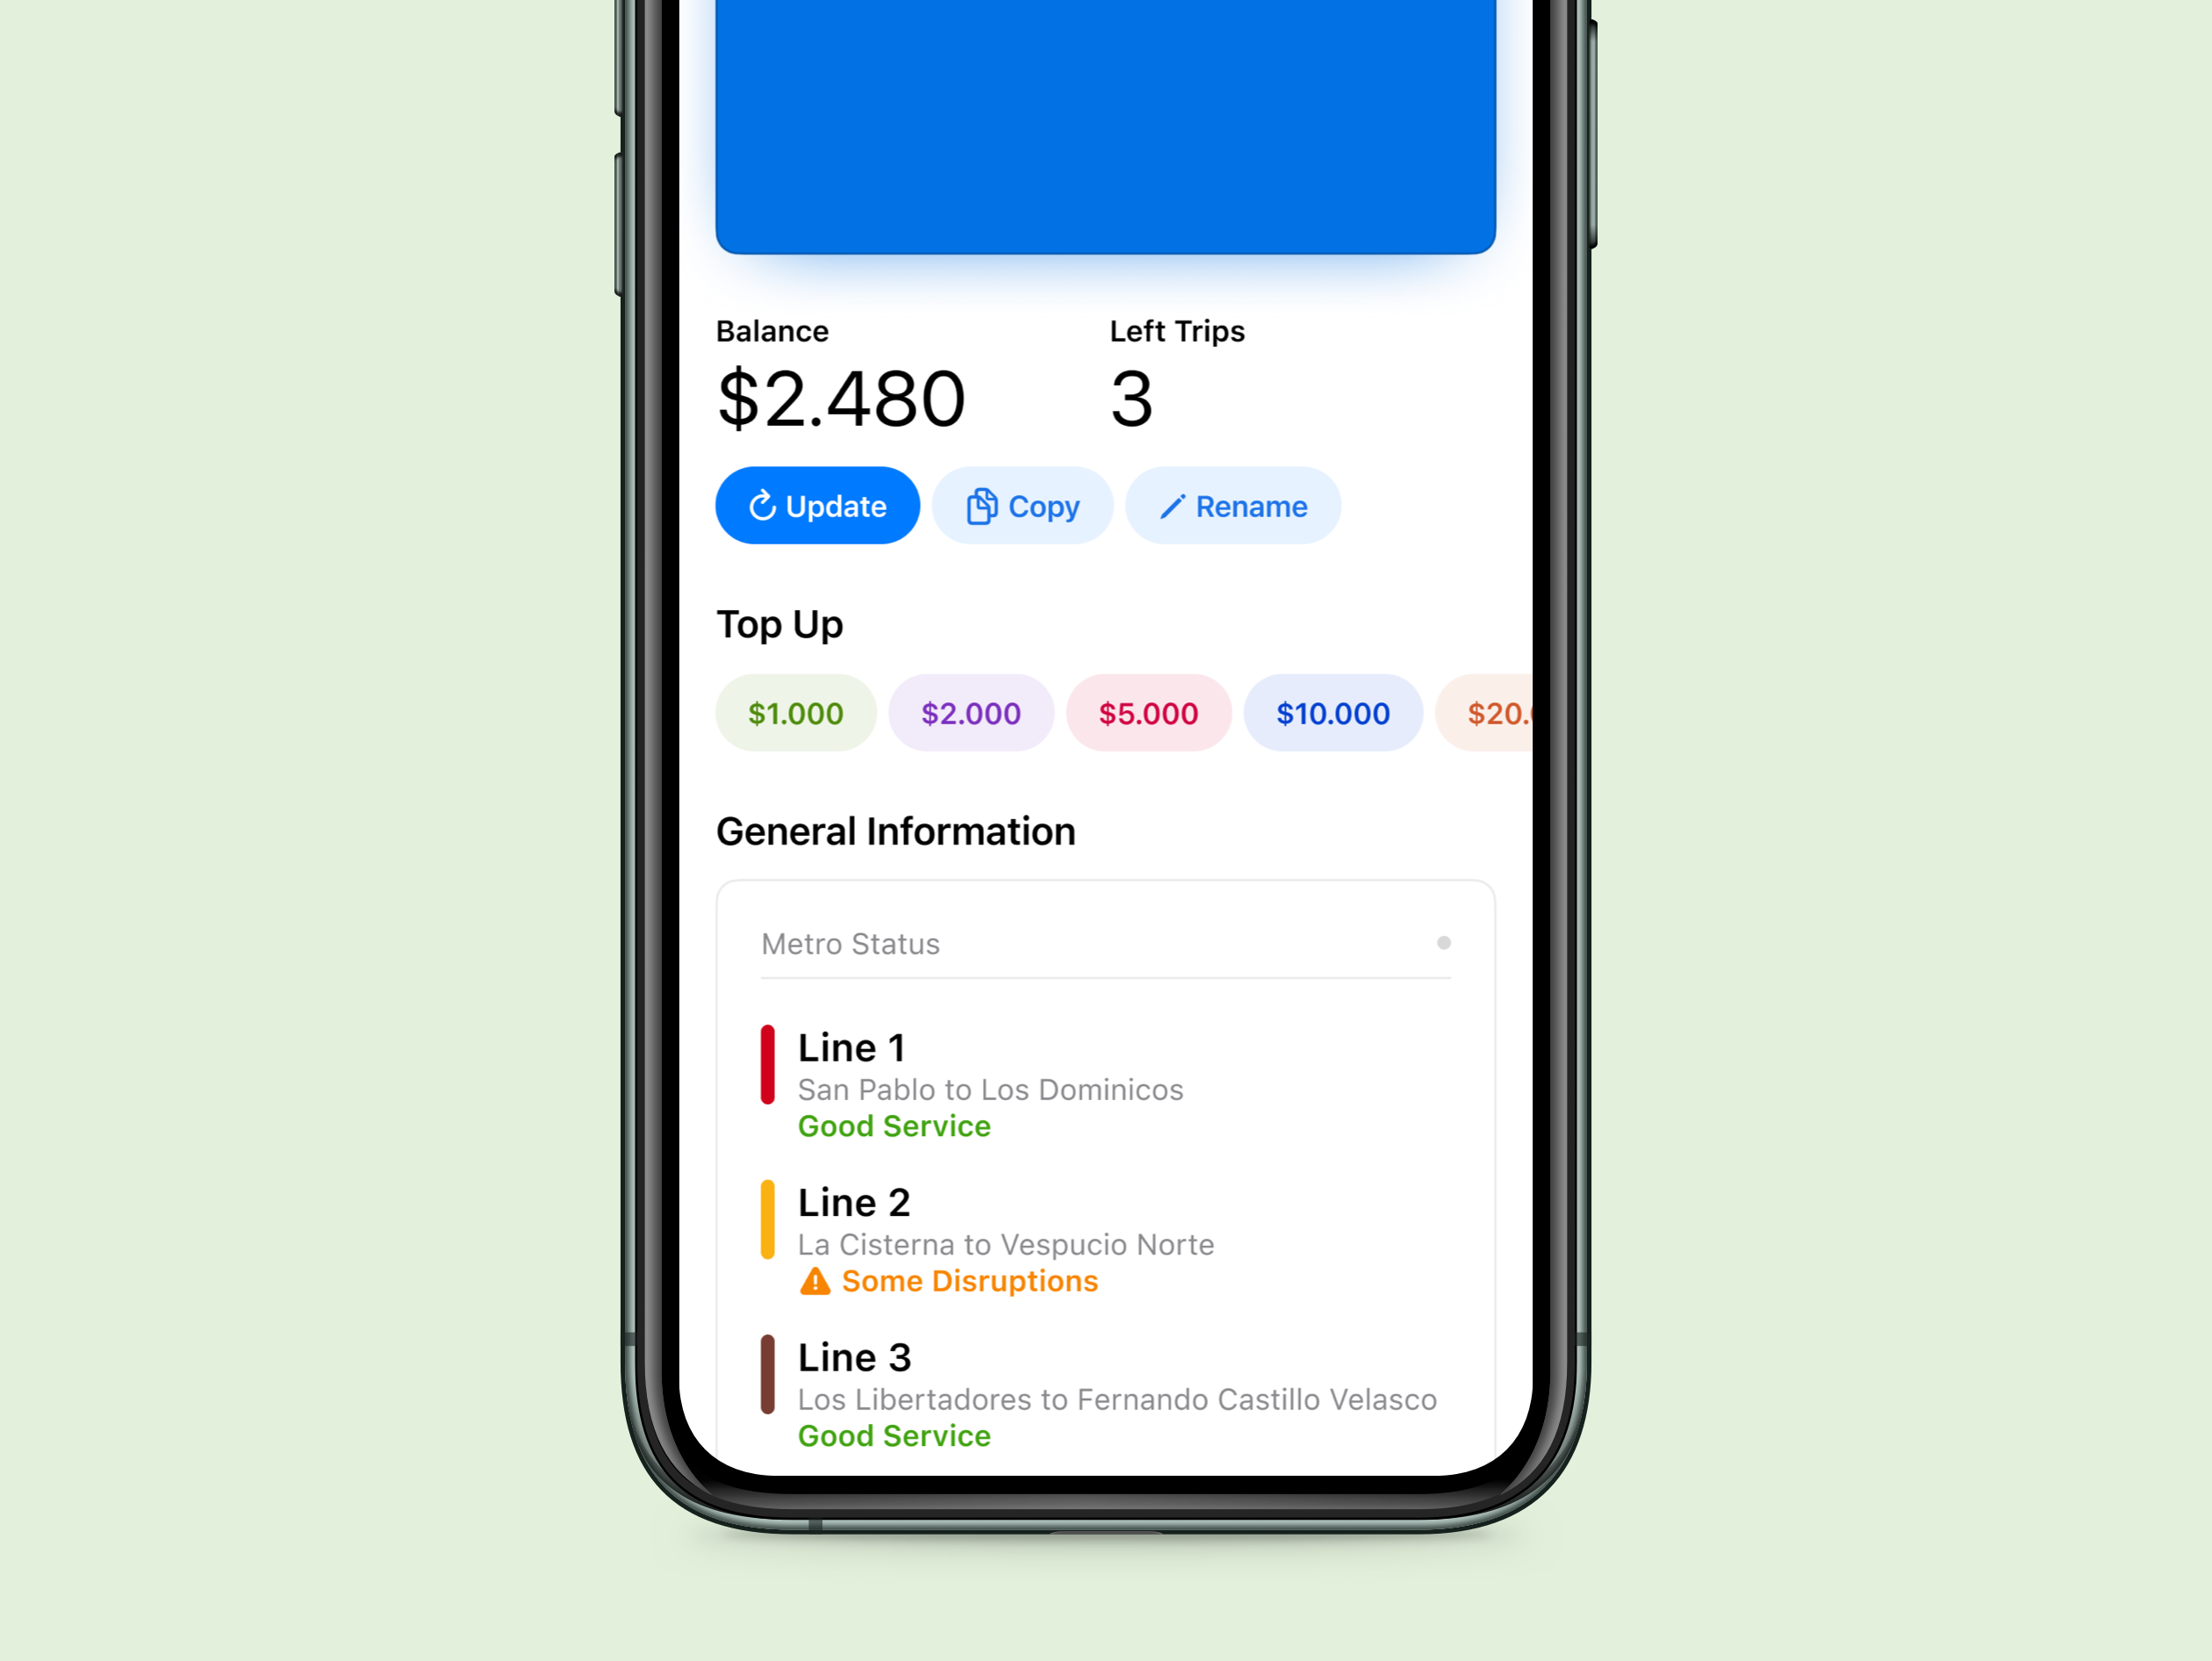 Balance
Left Trips
$2.480
3
Update
Copy
Rename
Top Up
$1.000
$2.000
$5.000
$10.000
$20.
General Information
Metro Status
Line 1
San Pablo to Los Dominicos
Good Service
Line 2
La Cisterna to Vespucio Norte
Some Disruptions
Line 3
Los Libertadores to Fernando Castillo Velasco
Good Service